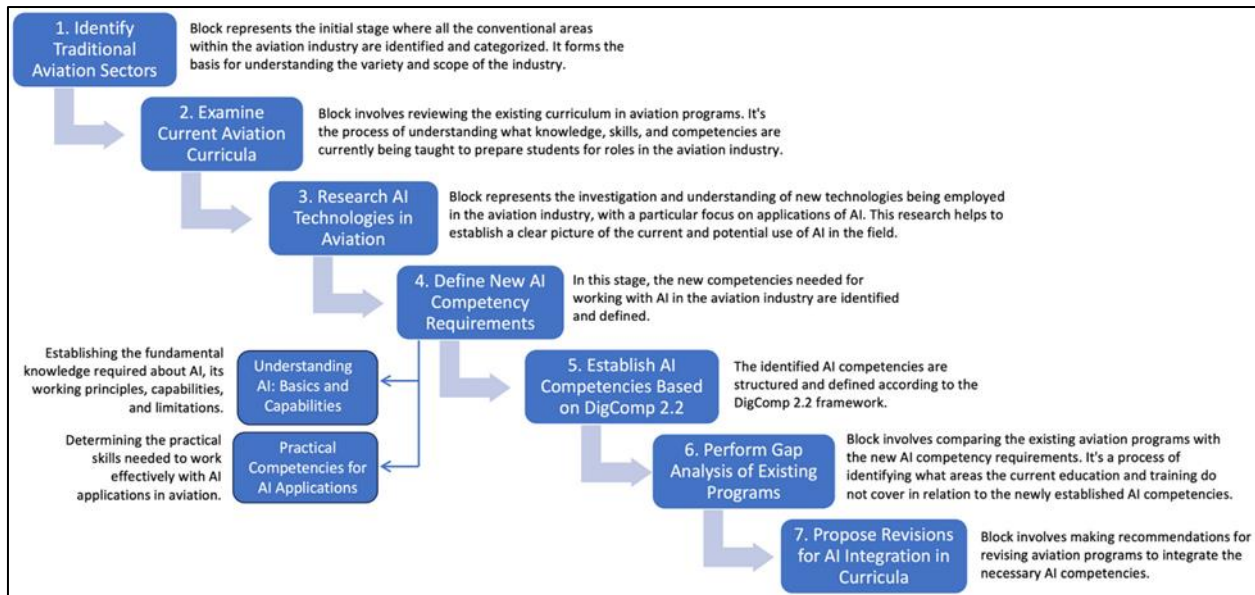 1. Identify
Traditional
Aviation Sectors
Block represents the initial stage where all the conventional areas
within the aviation industry are identified and categorized. It forms the
basis for understanding the variety and scope of the industry.
2. Examine
Current Aviation
Curricula
Block involves reviewing the existing curriculum in aviation programs. It's
the process of understanding what knowledge, skills, and competencies are
currently being taught to prepare students for roles in the aviation industry.
3. Research AI
Technologies in
Aviation
Block represents the investigation and understanding of new technologies being employed
in the aviation industry, with a particular focus on applications of AI. This research helps to
establish a clear picture of the current and potential use of AI in the field.
4. Define New AI
Competency
Requirements
In this stage, the new competencies needed for
working with AI in the aviation industry are identified
and defined.
Establishing the fundamental
knowledge required about AI, its
working principles, capabilities,
and limitations.
Understanding
AI: Basics and
Capabilities
Determining the practical
skills needed to work
effectively with AI
applications in aviation.
Practical
Competencies for
AI Applications
5. Establish AI
Competencies Based
on DigComp 2.2
The identified AI competencies are
structured and defined according to the
DigComp 2.2 framework.
6. Perform Gap
Analysis of Existing
Programs
Block involves comparing the existing aviation programs with
the new AI competency requirements. It's a process of
identifying what areas the current education and training do
not cover in relation to the newly established AI competencies.
7. Propose Revisions
for AI Integration in
Curricula
Block involves making recommendations for
revising aviation programs to integrate the
necessary AI competencies.